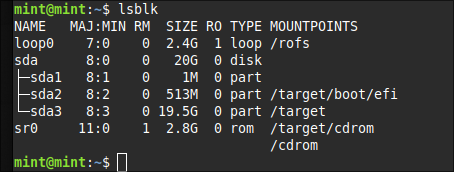 mint@mint:~$ lsblk
NAME   MAJ:MIN RM  SIZE RO TYPE MOUNTPOINTS
loop0    7:0    0  2.4G  1 loop /rofs
sda      8:0    0   20G  0 disk
├─sda1   8:1    0    1M  0 part
├─sda2   8:2    0  513M  0 part /target/boot/efi
└─sda3   8:3    0 19.5G  0 part /target
sr0     11:0    1  2.8G  0 rom  /target/cdrom
                                /cdrom
mint@mint:~$